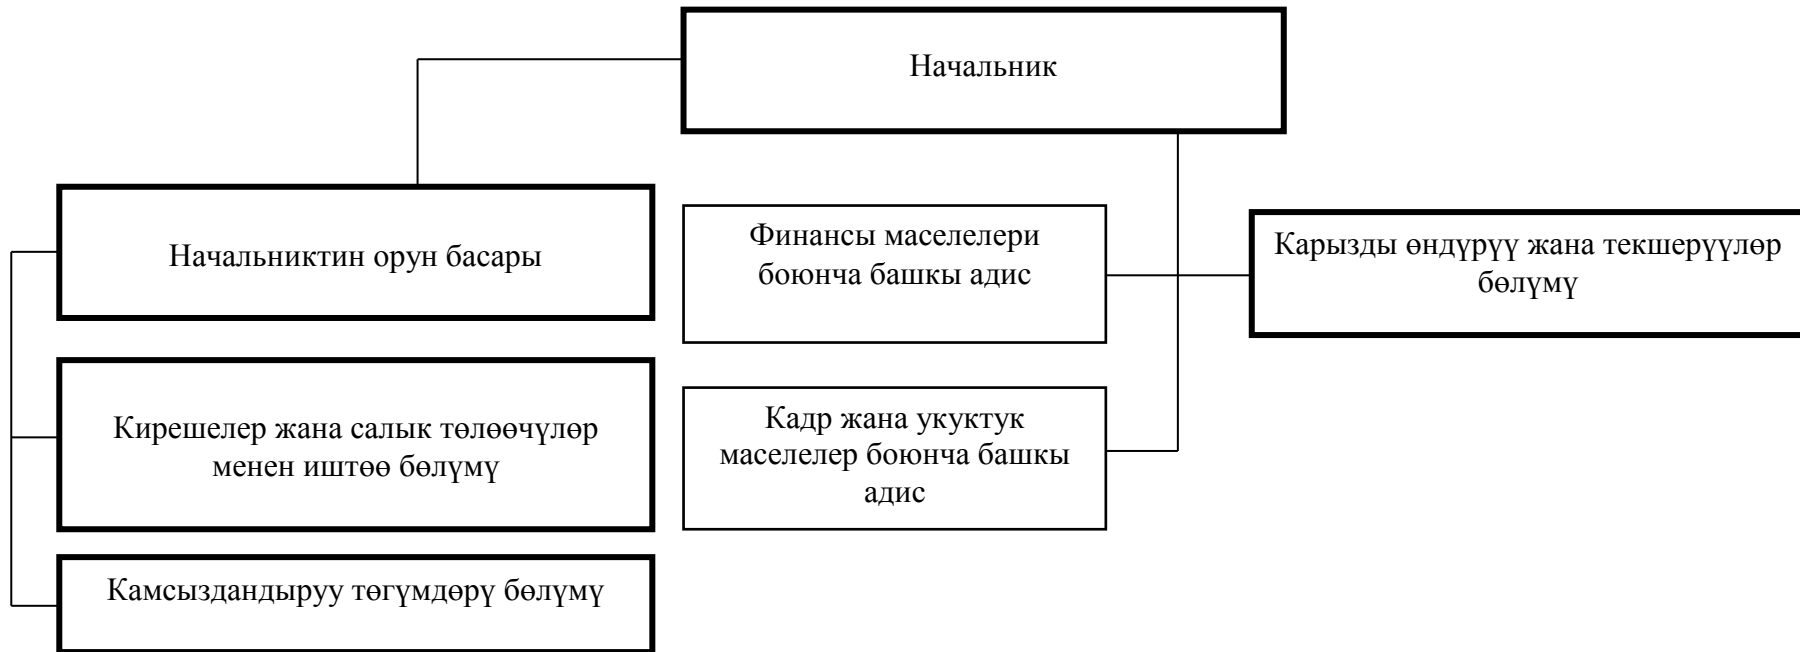 Начальник
Начальниктин орун басары
Финансы маселелери
боюнча башкы адис
Карызды өндүрүү жана текшерүүлөр
бөлүмү
Кирешелер жана салык төлөөчүлөр
менен иштөө бөлүмү
Кадр жана укуктук
маселелер боюнча башкы
адис
Камсыздандыруу төгүмдөрү бөлүмү